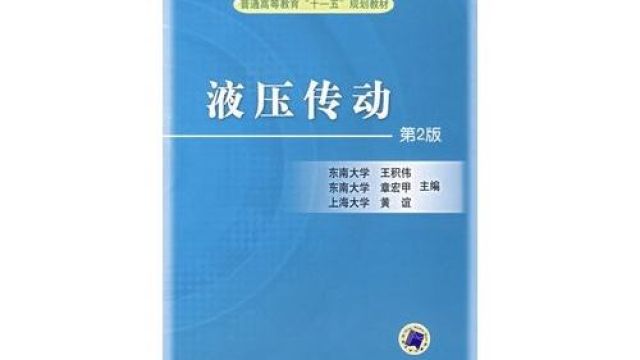 普通高等教育"十一五"规划教材
液压传动
第2版
东南大学 王积伟
东南大学 章宏甲 主编
上海大学 黄谊